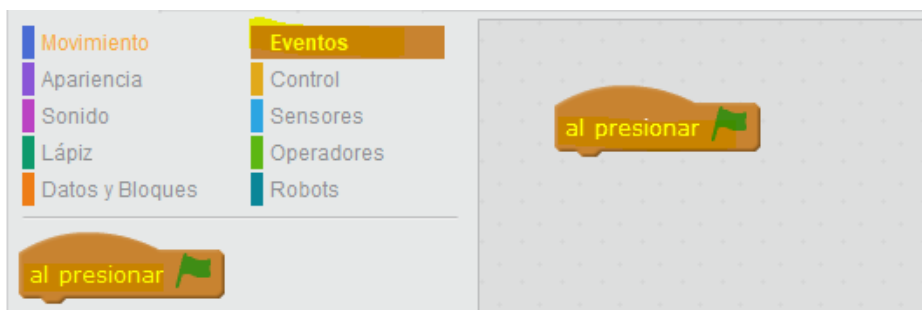 Movimiento Eventos
Apariencia Control
Sonido Sensores
Lápiz Operadores
Datos y Bloques Robots
al presionar
al presionar